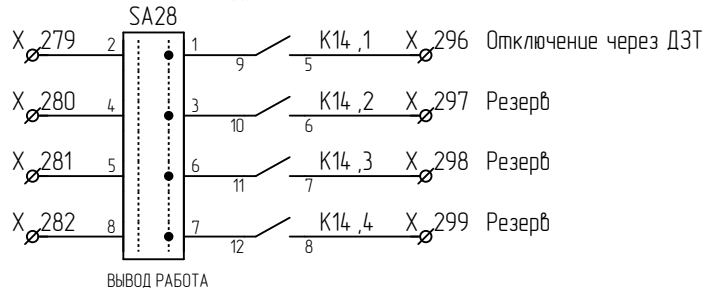 SA28
X 279 2 1 9 5 K14 ,1 X 296 Отключение через ДЗТ
X 280 4 3 10 6 K14 ,2 X 297 Резерв
X 281 5 6 11 7 K14 ,3 X 298 Резерв
X 282 8 7 12 8 K14 ,4 X 299 Резерв
ВЫВОД РАБОТА